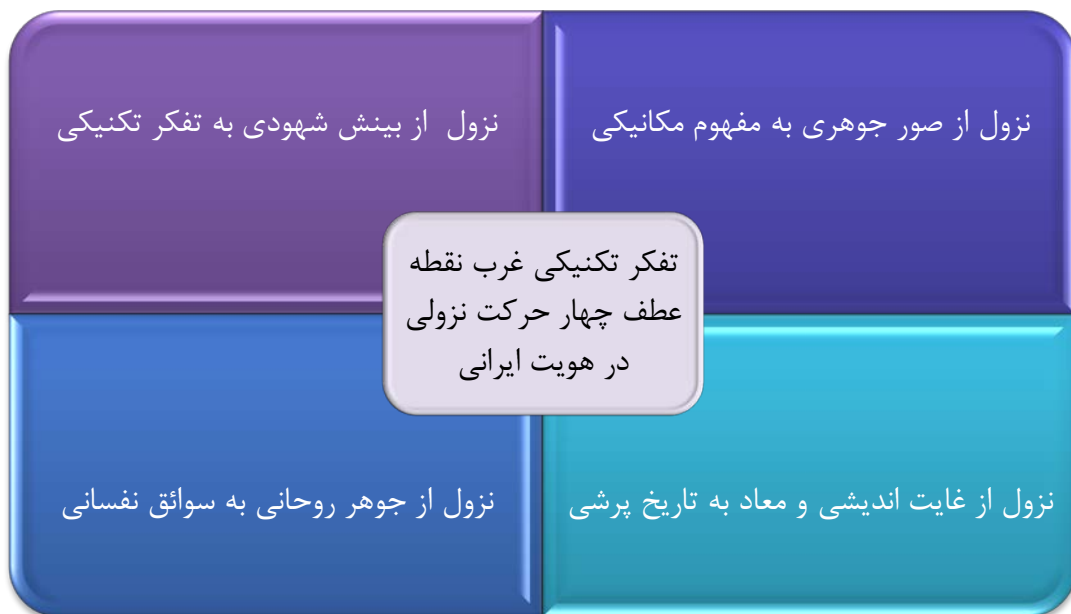 نزول از صور جوهری به مفهوم مکانیکی
نزول از بینش شهودی به تفکر تکنیکی
تفکر تکنیکی غرب نقطه
عطف چهار حرکت نزولی
در هویت ایرانی
نزول از غایت اندیشی و معاد به تاریخ پرشی
نزول از جوهر روحانی به سوائق نفسانی